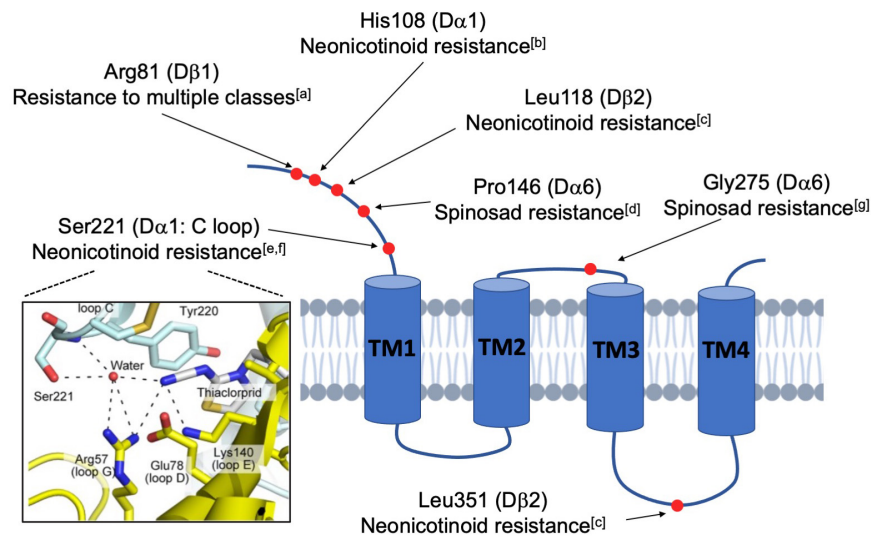 His108 (Dα1)
Neonicotinoid resistance[b]
Arg81 (Dβ1)
Resistance to multiple classes[a]
Leu118 (Dβ2)
Neonicotinoid resistance[c]
Pro146 (Dα6)
Spinosad resistance[d]
Gly275 (Dα6)
Spinosad resistance[g]
Ser221 (Dα1: C loop)
Neonicotinoid resistance[e,f]
loop C
Tyr220
Water
Ser221
Thiaclorprid
Arg57
(loop G)
Glu78
(loop D)
Lys140
(loop E)
TM1
TM2
TM3
TM4
Leu351 (Dβ2)
Neonicotinoid resistance[c]